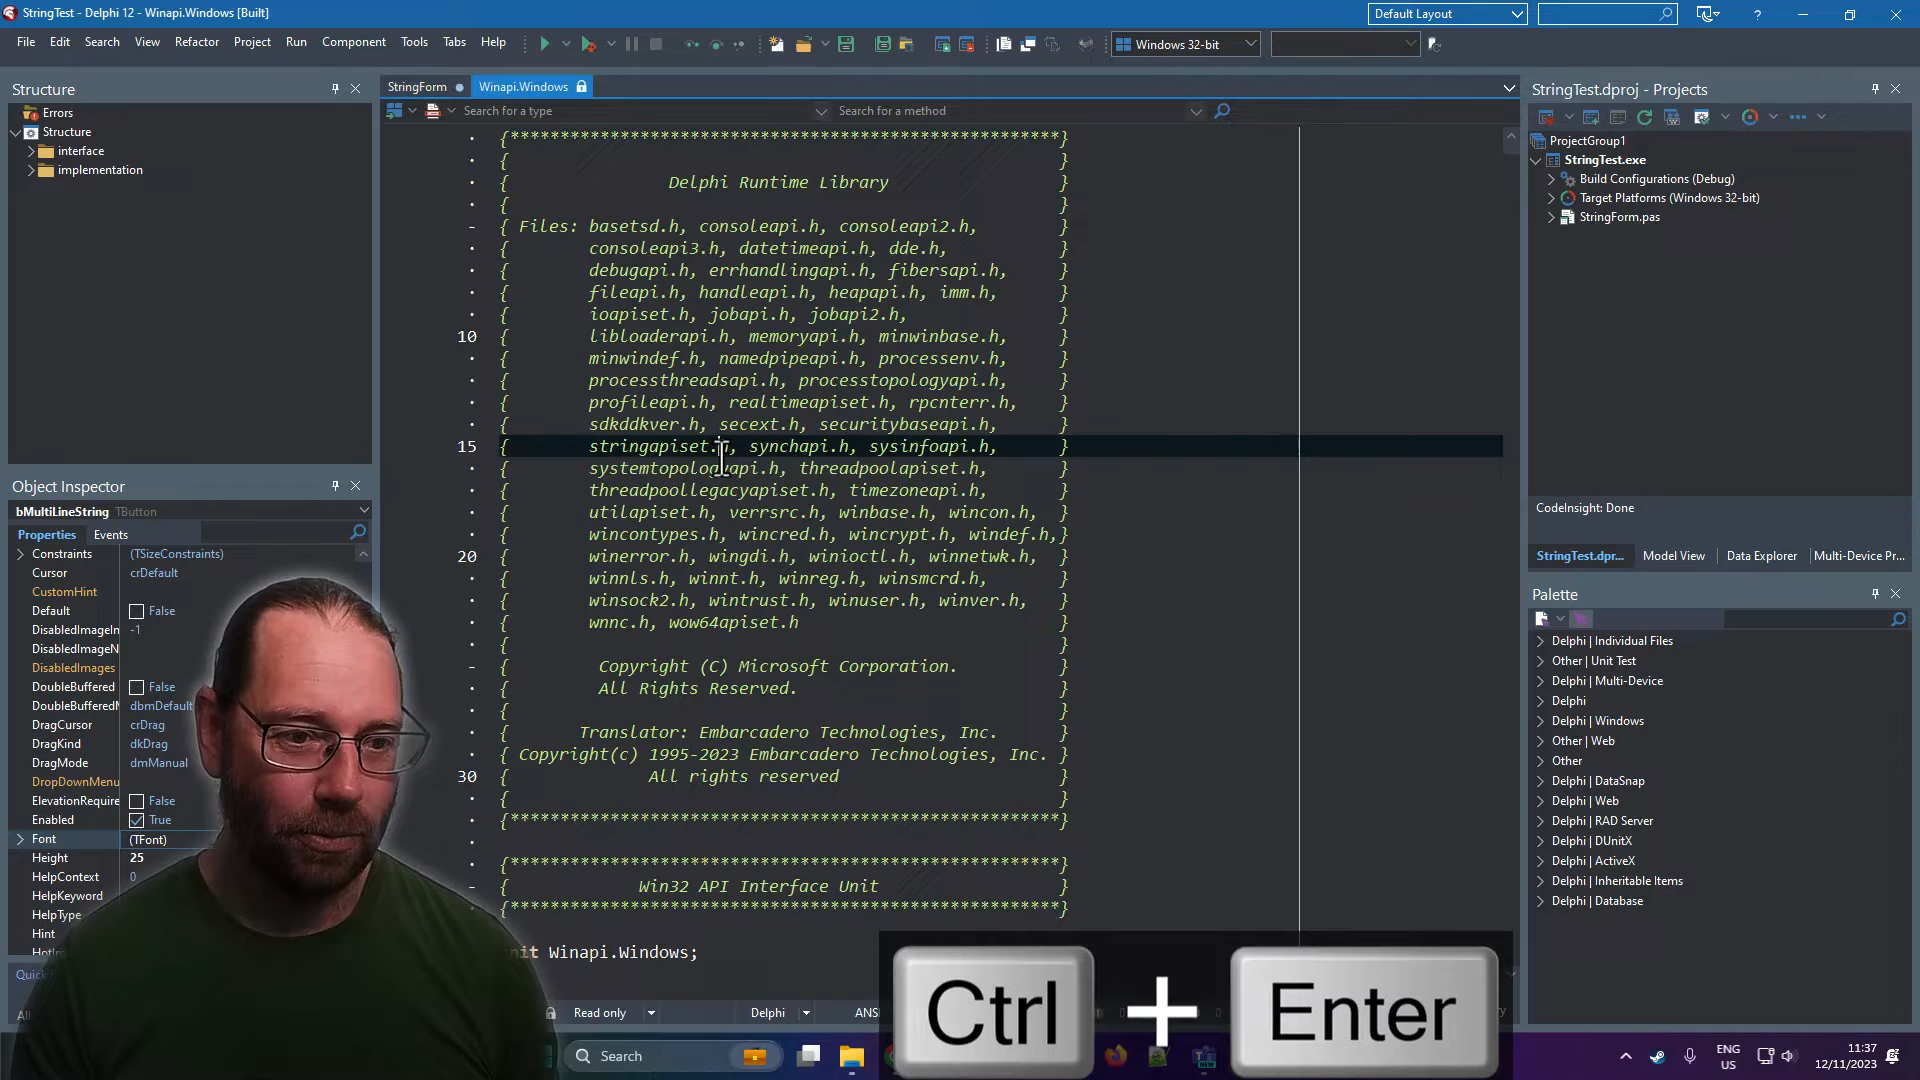 StringTest - Delphi 12 - Winapi.Windows [Built]
Default Layout
File Edit Search View Refactor Project Run Component Tools Tabs Help
Windows 32-bit
Structure
Errors
Structure
interface
implementation
StringForm
Winapi.Windows
Search for a type
Search for a method
{*******************************************************}
{ }
{ Delphi Runtime Library }
{ }
{ Files: basetsd.h, consoleapi.h, consoleapi2.h, }
{ consoleapi3.h, datetimeapi.h, dde.h, }
{ debugapi.h, errhandlingapi.h, fibersapi.h, }
{ fileapi.h, handleapi.h, heapapi.h, imm.h, }
{ ioapiset.h, jobapi.h, jobapi2.h, }
10 { libloaderapi.h, memoryapi.h, minwinbase.h, }
{ minwindef.h, namedpipeapi.h, processenv.h, }
{ processthreadsapi.h, processtopologyapi.h, }
{ profileapi.h, realtimeapiset.h, rpcnterr.h, }
{ sdkddkver.h, secext.h, securitybaseapi.h, }
15 { stringapiset.h, synchapi.h, sysinfoapi.h, }
{ systemtopologyapi.h, threadpoolapiset.h, }
{ threadpoollegacyapiset.h, timezoneapi.h, }
{ utilapiset.h, verrsrc.h, winbase.h, wincon.h, }
{ wincontypes.h, wincred.h, wincrypt.h, windef.h,}
20 { winerror.h, wingdi.h, winioctl.h, winnetwk.h, }
{ winnls.h, winnt.h, winreg.h, winsmcrd.h, }
{ winsock2.h, wintrust.h, winuser.h, winver.h, }
{ wnnc.h, wow64apiset.h }
{ }
{ Copyright (C) Microsoft Corporation. }
{ All Rights Reserved. }
{ }
{ Translator: Embarcadero Technologies, Inc. }
{ Copyright(c) 1995-2023 Embarcadero Technologies, Inc. }
30 { All rights reserved }
{ }
{*******************************************************}
{*******************************************************}
{ Win32 API Interface Unit }
{*******************************************************}
Winapi.Windows;
Read only
Delphi
Object Inspector
bMultiLineString TButton
Properties Events
Constraints (TSizeConstraints)
Cursor crDefault
CustomHint
Default False
DisabledImageIn -1
DisabledImageN
DisabledImages
DoubleBuffered False
DoubleBufferedM dbmDefault
DragCursor crDrag
DragKind dkDrag
DragMode dmManual
DropDownMenu
ElevationRequire False
Enabled True
Font (TFont)
Height 25
HelpContext 0
HelpKeyword
HelpType
Hint
StringTest.dproj - Projects
ProjectGroup1
StringTest.exe
Build Configurations (Debug)
Target Platforms (Windows 32-bit)
StringForm.pas
CodeInsight: Done
StringTest.dpr... Model View Data Explorer Multi-Device Pr...
Palette
Delphi | Individual Files
Other | Unit Test
Delphi | Multi-Device
Delphi
Delphi | Windows
Other | Web
Other
Delphi | DataSnap
Delphi | Web
Delphi | RAD Server
Delphi | DUnitX
Delphi | ActiveX
Delphi | Inheritable Items
Delphi | Database
Ctrl + Enter
Search
ENG
US
11:37
12/11/2023